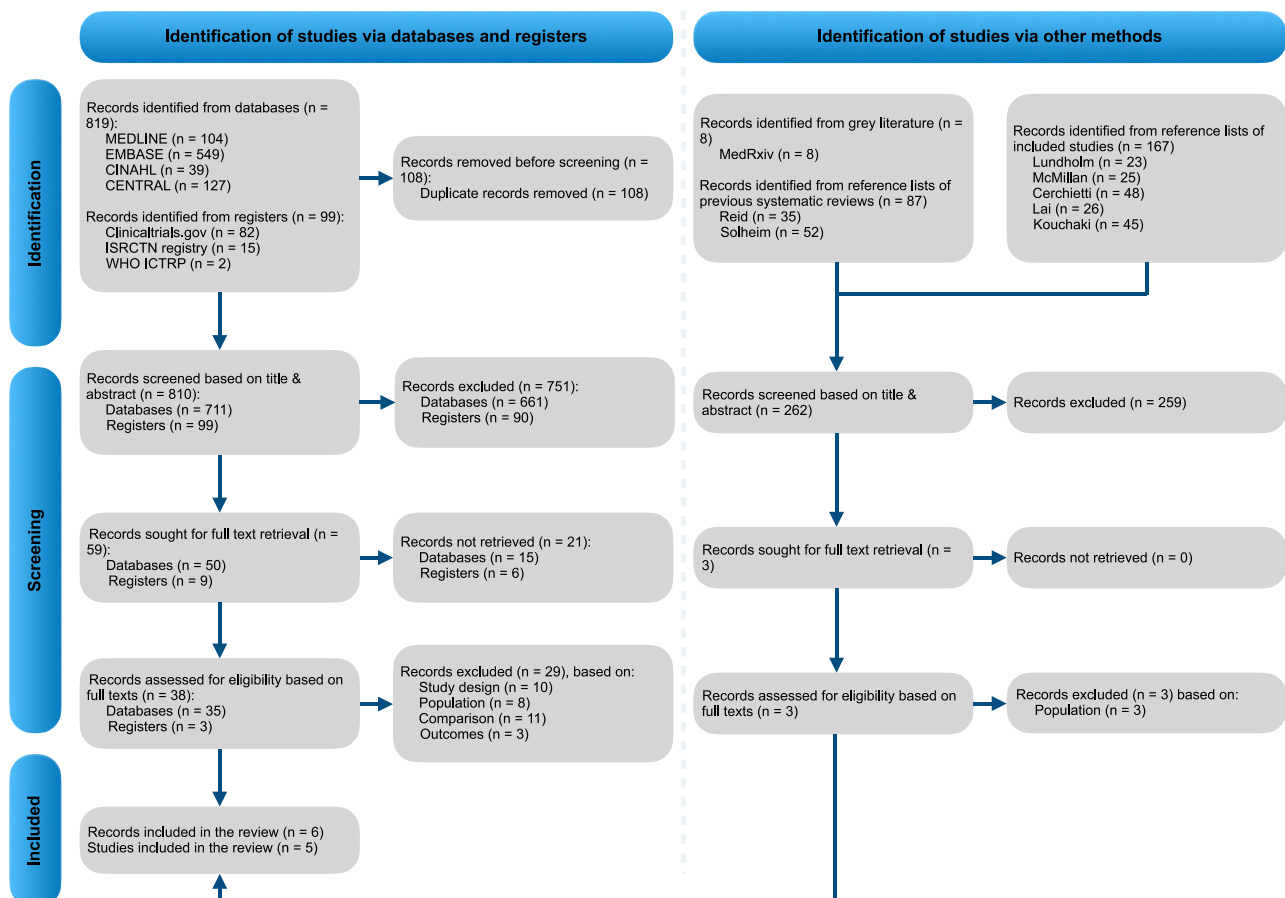 Identification of studies via databases and registers
Identification of studies via other methods
Identification
Records identified from databases (n =
819):
MEDLINE (n = 104)
EMBASE (n = 549)
CINAHL (n = 39)
CENTRAL (n = 127)
Records identified from registers (n = 99):
Clinicaltrials.gov (n = 82)
ISRCTN registry (n = 15)
WHO ICTRP (n = 2)
Records removed before screening (n =
108):
Duplicate records removed (n = 108)
Records identified from grey literature (n =
8)
MedRxiv (n = 8)
Records identified from reference lists of
previous systematic reviews (n = 87)
Reid (n = 35)
Solheim (n = 52)
Records identified from reference lists of
included studies (n = 167)
Lundholm (n = 23)
McMillan (n = 25)
Cerchietti (n = 48)
Lai (n = 26)
Kouchaki (n = 45)
Screening
Records screened based on title &
abstract (n = 810):
Databases (n = 711)
Registers (n = 99)
Records excluded (n = 751):
Databases (n = 661)
Registers (n = 90)
Records screened based on title &
abstract (n = 262)
Records excluded (n = 259)
Records sought for full text retrieval (n =
59):
Databases (n = 50)
Registers (n = 9)
Records not retrieved (n = 21):
Databases (n = 15)
Registers (n = 6)
Records sought for full text retrieval (n =
3)
Records not retrieved (n = 0)
Records assessed for eligibility based on
full texts (n = 38):
Databases (n = 35)
Registers (n = 3)
Records excluded (n = 29), based on:
Study design (n = 10)
Population (n = 8)
Comparison (n = 11)
Outcomes (n = 3)
Records assessed for eligibility based on
full texts (n = 3)
Records excluded (n = 3) based on:
Population (n = 3)
Included
Records included in the review (n = 6)
Studies included in the review (n = 5)